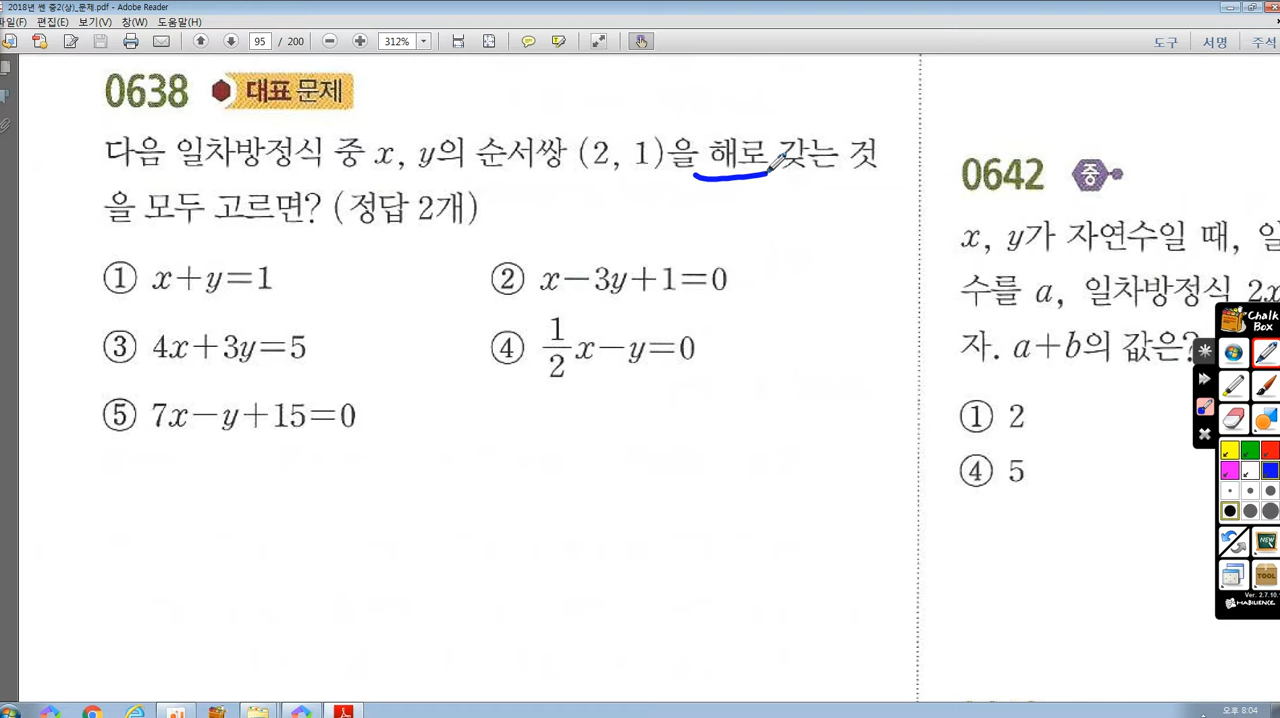 2018년 쎈 중2(상)_문제.pdf - Adobe Reader
파일(F) 편집(E) 보기(V) 창(W) 도움말(H)
95 / 200 312% 도구 서명 주석
0638 대표 문제
다음 일차방정식 중 x, y의 순서쌍 (2, 1)을 해로 갖는 것
을 모두 고르면? (정답 2개)
① x+y=1 ② x-3y+1=0
③ 4x+3y=5 ④ 1/2x-y=0
⑤ 7x-y+15=0
0642 중
x, y가 자연수일 때, 일
수를 a, 일차방정식 2x
자. a+b의 값은?
① 2
④ 5
Chalk
Box
NEW
TOOL
Ver. 2.7.10.
HABILIENCE
오후 8:04